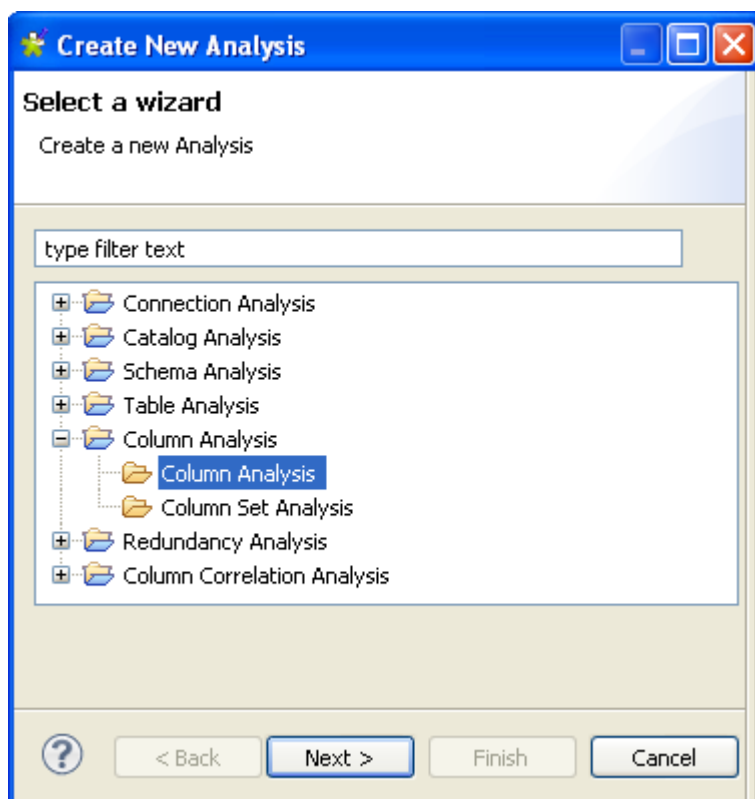 Create New Analysis
Select a wizard
Create a new Analysis
type filter text
Connection Analysis
Catalog Analysis
Schema Analysis
Table Analysis
Column Analysis
Column Analysis
Column Set Analysis
Redundancy Analysis
Column Correlation Analysis
? < Back Next > Finish Cancel